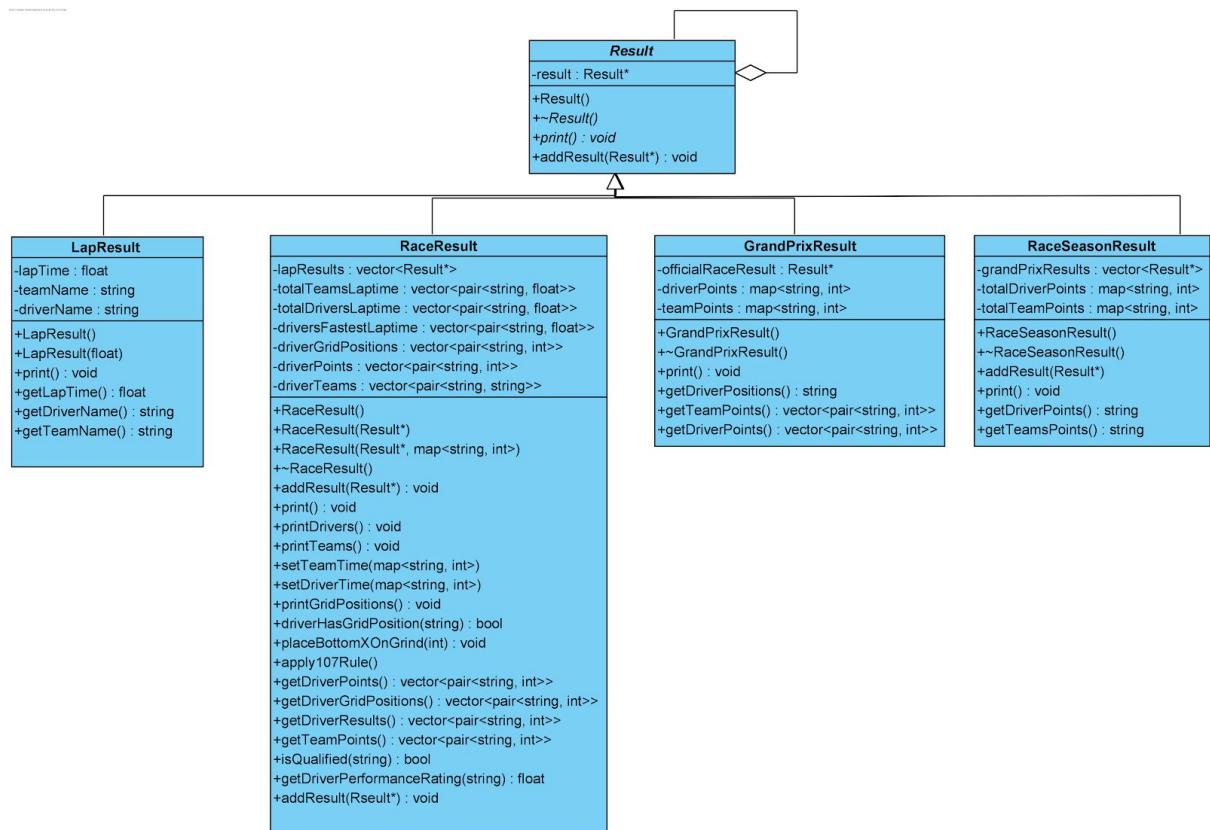 Result
-result : Result*
+Result()
+~Result()
+print() : void
+addResult(Result*) : void
LapResult
-lapTime : float
-teamName : string
-driverName : string
+LapResult()
+LapResult(float)
+print() : void
+getLapTime() : float
+getDriverName() : string
+getTeamName() : string
RaceResult
-lapResults : vector<Result*>
-totalTeamsLaptime : vector<pair<string, float>>
-totalDriversLaptime : vector<pair<string, float>>
-driversFastestLaptime : vector<pair<string, float>>
-driverGridPositions : vector<pair<string, int>>
-driverPoints : vector<pair<string, int>>
-driverTeams : vector<pair<string, string>>
+RaceResult()
+RaceResult(Result*)
+RaceResult(Result*, map<string, int>)
+~RaceResult()
+addResult(Result*) : void
+print() : void
+printDrivers() : void
+printTeams() : void
+setTeamTime(map<string, int>)
+setDriverTime(map<string, int>)
+printGridPositions() : void
+driverHasGridPosition(string) : bool
+placeBottomXOnGrind(int) : void
+apply107Rule()
+getDriverPoints() : vector<pair<string, int>>
+getDriverGridPositions() : vector<pair<string, int>>
+getDriverResults() : vector<pair<string, int>>
+getTeamPoints() : vector<pair<string, int>>
+isQualified(string) : bool
+getDriverPerformanceRating(string) : float
+addResult(Rseult*) : void
GrandPrixResult
-officialRaceResult : Result*
-driverPoints : map<string, int>
-teamPoints : map<string, int>
+GrandPrixResult()
+~GrandPrixResult()
+print() : void
+getDriverPositions() : string
+getTeamPoints() : vector<pair<string, int>>
+getDriverPoints() : vector<pair<string, int>>
RaceSeasonResult
-grandPrixResults : vector<Result*>
-totalDriverPoints : map<string, int>
-totalTeamPoints : map<string, int>
+RaceSeasonResult()
+~RaceSeasonResult()
+addResult(Result*)
+print() : void
+getDriverPoints() : string
+getTeamsPoints() : string